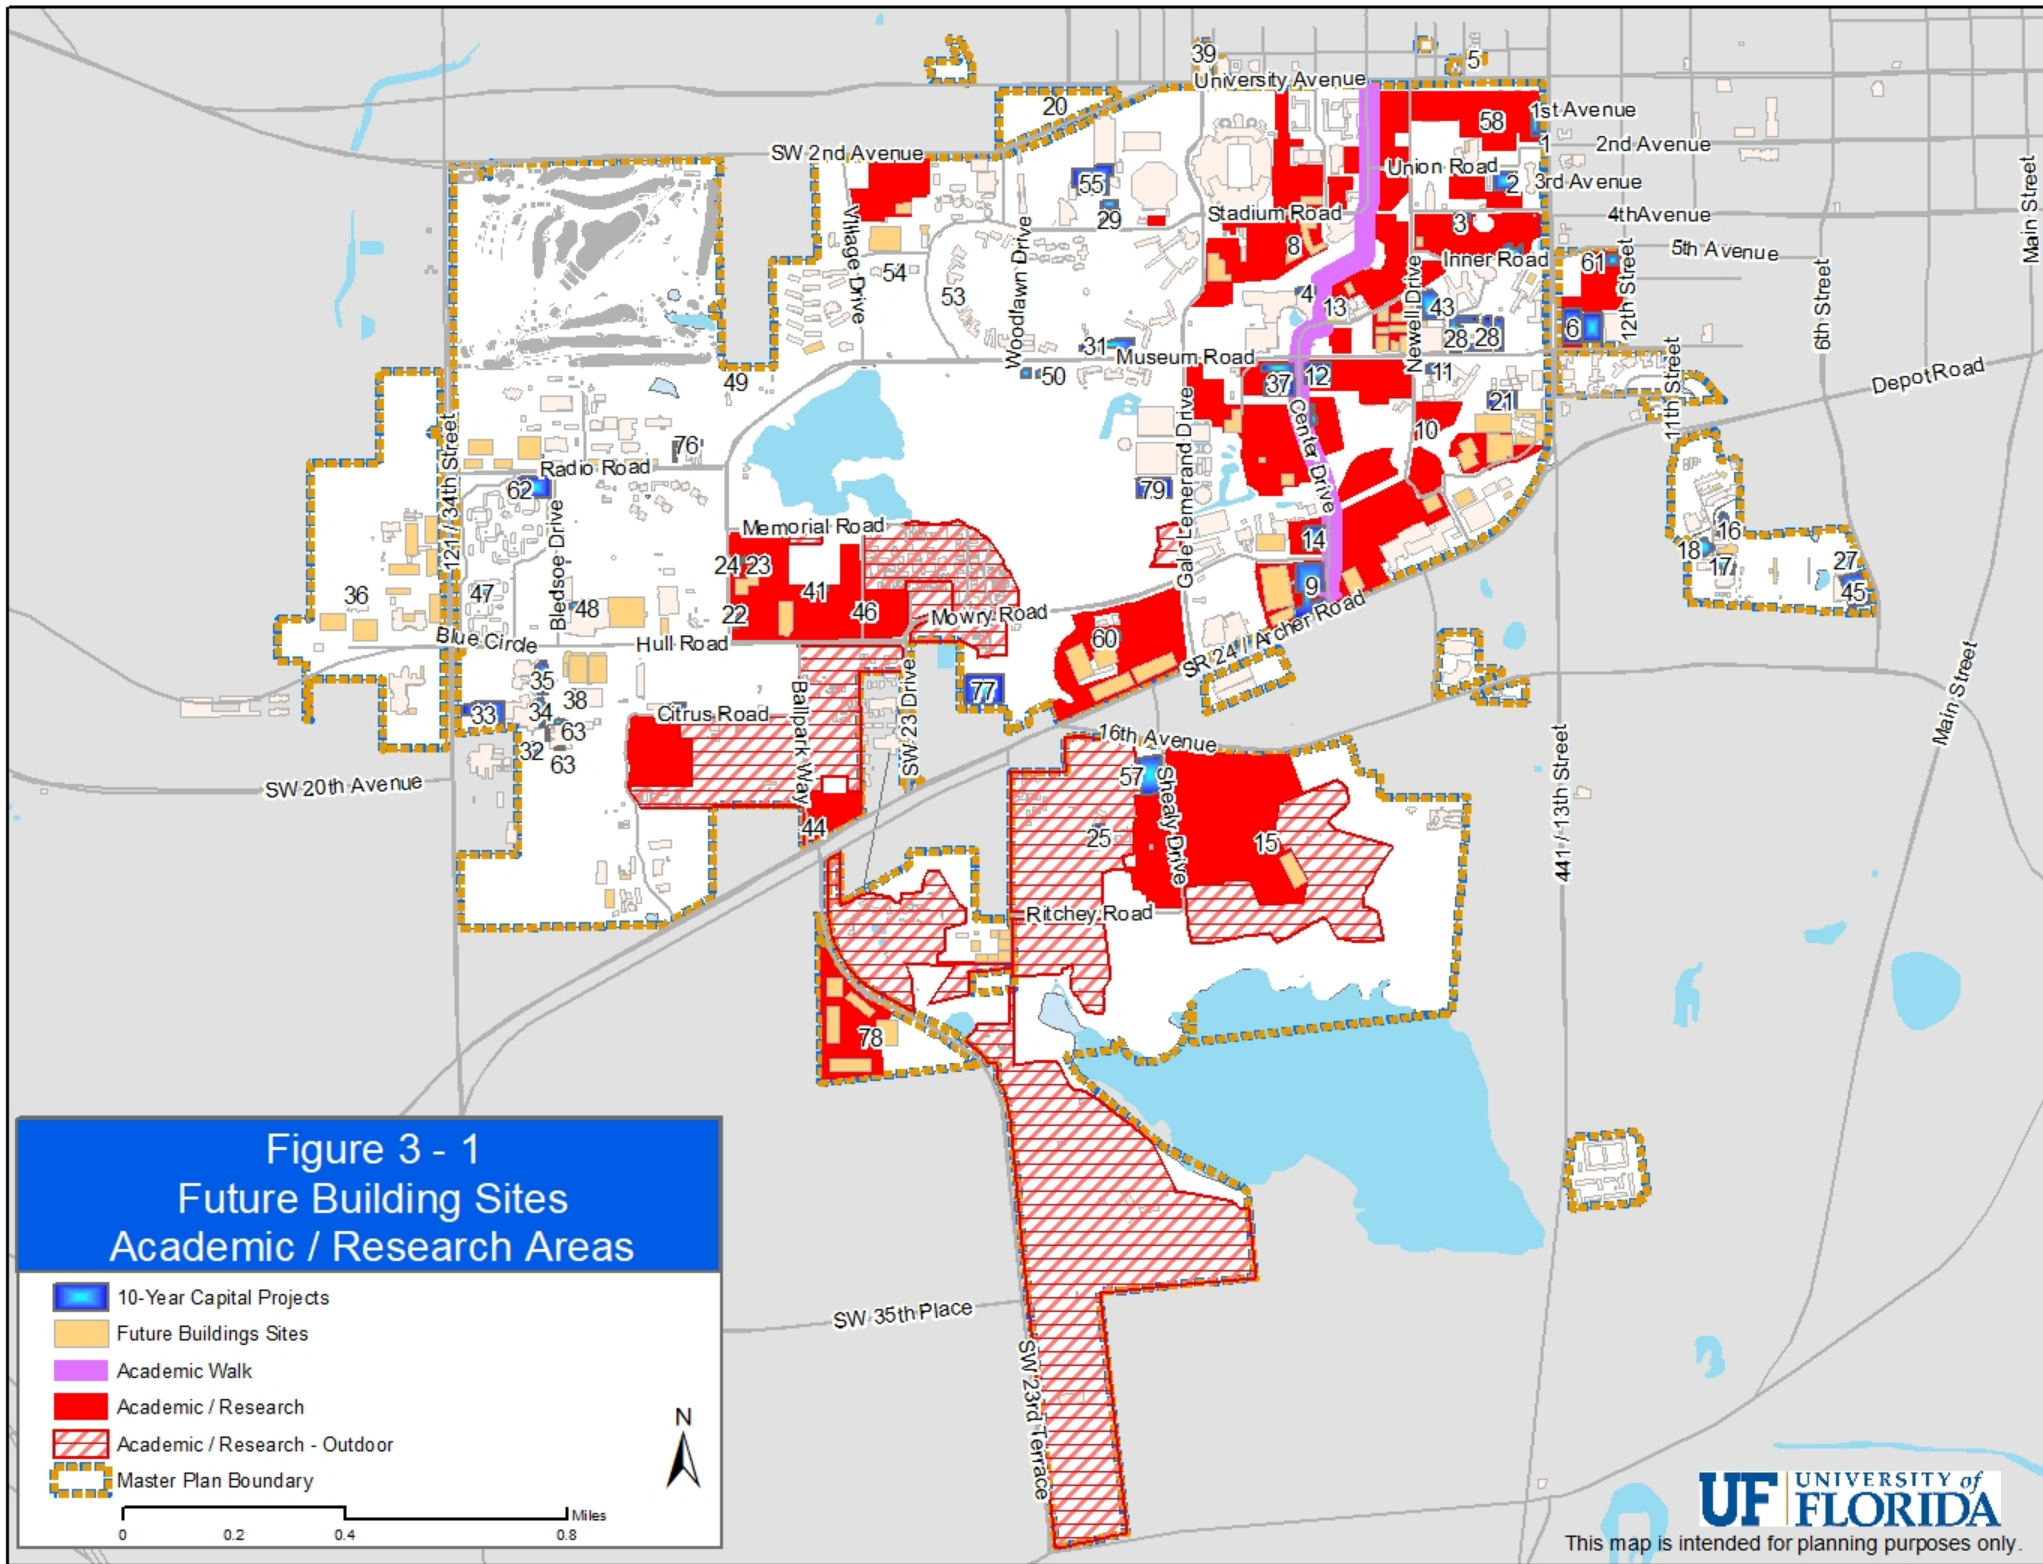 39
University Avenue
5
20
58
1st Avenue
1
2nd Avenue
SW 2nd Avenue
Union Road
55
2
3rd Avenue
29
Stadium Road
3
4thAvenue
Village Drive
Woodlawn Drive
8
Inner Road
5th Avenue
Main Street
54
61
53
4
13
Newell Drive
43
28
28
6
12th Street
6th Street
31
Museum Road
50
49
37
12
11
11th Street
Depot Road
21
121 / 34th Street
76
Gale Lemerand Drive
Center Drive
10
Radio Road
62
79
Bledsoe Drive
Memorial Road
14
16
18
17
27
45
24
23
41
46
22
36
47
48
9
Mowry Road
Blue Circle
Hull Road
60
SR 24 / Archer Road
35
38
34
33
63
32
63
Citrus Road
Ballpark Way
SW 23 Drive
77
16th Avenue
57
Shealy Drive
441 / 13th Street
Main Street
SW 20th Avenue
44
25
15
Ritchey Road
78
SW 35th Place
SW 23rd Terrace
Figure 3 - 1
Future Building Sites
Academic / Research Areas
10-Year Capital Projects
Future Buildings Sites
Academic Walk
Academic / Research
Academic / Research - Outdoor
Master Plan Boundary
N
Miles
0 0.2 0.4 0.8
UF UNIVERSITY of
FLORIDA
This map is intended for planning purposes only.